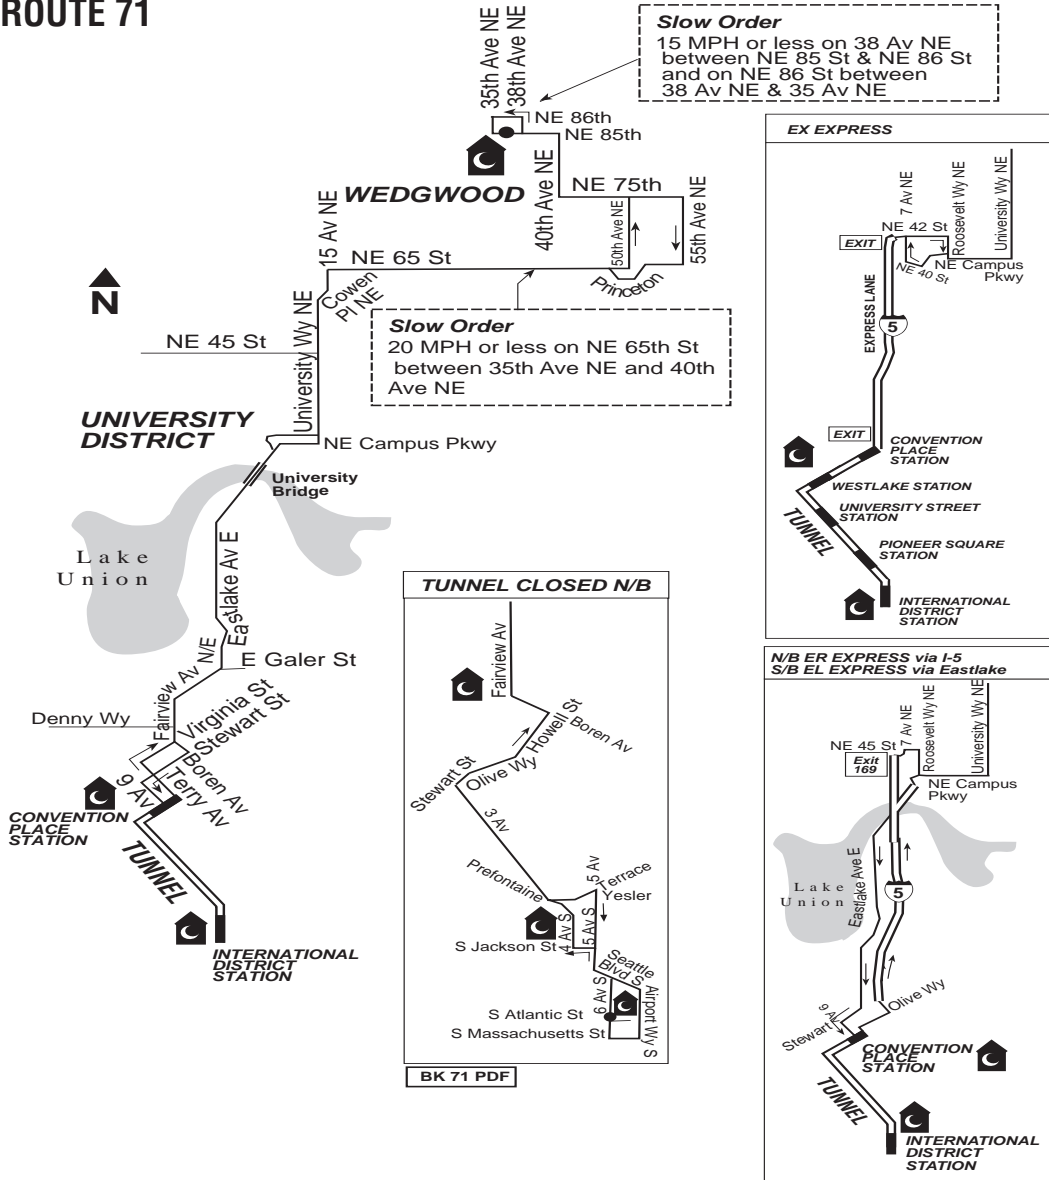 ROUTE 71
35th Ave NE
38th Ave NE
Slow Order
15 MPH or less on 38 Av NE
between NE 85 St & NE 86 St
and on NE 86 St between
38 Av NE & 35 Av NE
NE 86th
NE 85th
WEDGWOOD
40th Ave NE
NE 75th
50th Ave NE
55th Ave NE
15 Av NE
NE 65 St
Princeton
Cowen
Pl NE
N
Slow Order
20 MPH or less on NE 65th St
between 35th Ave NE and 40th
Ave NE
NE 45 St
University Wy NE
UNIVERSITY
DISTRICT
NE Campus Pkwy
University
Bridge
Lake
Union
Eastlake Av E
Fairview Av N/E
E Galer St
Virginia St
Stewart St
Denny Wy
Boren Av
Terry Av
9 Av
CONVENTION
PLACE
STATION
TUNNEL
INTERNATIONAL
DISTRICT
STATION
TUNNEL CLOSED N/B
Fairview Av
Howell St
Boren Av
Stewart St
Olive Wy
3 Av
Prefontaine
5 Av
Terrace
Yesler
4 Av S
5 Av S
S Jackson St
Seattle
Blvd S
6 Av S
Airport Wy S
S Atlantic St
S Massachusetts St
BK 71 PDF
EX EXPRESS
7 Av NE
Roosevelt Wy NE
University Wy NE
NE 42 St
EXIT
NE 40 St
NE Campus
Pkwy
EXPRESS LANE
5
EXIT
CONVENTION
PLACE
STATION
WESTLAKE STATION
UNIVERSITY STREET
STATION
TUNNEL
PIONEER SQUARE
STATION
INTERNATIONAL
DISTRICT
STATION
N/B ER EXPRESS via I-5
S/B EL EXPRESS via Eastlake
7 Av NE
Roosevelt Wy NE
University Wy NE
NE 45 St
Exit
169
NE Campus
Pkwy
Eastlake Ave E
Lake
Union
5
Olive Wy
9 Av
Stewart
CONVENTION
PLACE
STATION
TUNNEL
INTERNATIONAL
DISTRICT
STATION